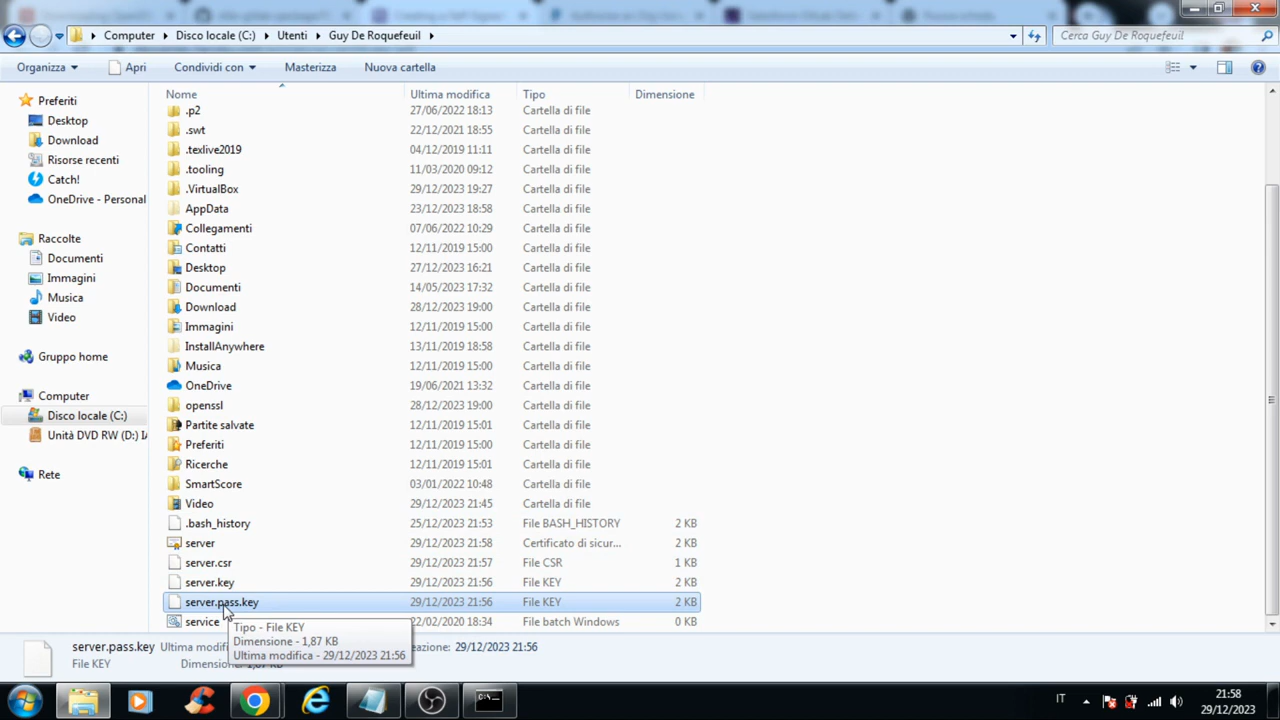 Computer ▸ Disco locale (C:) ▸ Utenti ▸ Guy De Roquefeuil ▸
Cerca Guy De Roquefeuil
Organizza Apri Condividi con Masterizza Nuova cartella
Nome Ultima modifica Tipo Dimensione
Preferiti
Desktop
Download
Risorse recenti
Catch!
OneDrive - Personal
Raccolte
Documenti
Immagini
Musica
Video
Gruppo home
Computer
Disco locale (C:)
Unità DVD RW (D:) I
Rete
.p2 27/06/2022 18:13 Cartella di file
.swt 22/12/2021 18:55 Cartella di file
.texlive2019 04/12/2019 11:11 Cartella di file
.tooling 11/03/2020 09:12 Cartella di file
.VirtualBox 29/12/2023 19:27 Cartella di file
AppData 23/12/2023 18:58 Cartella di file
Collegamenti 07/06/2022 10:29 Cartella di file
Contatti 12/11/2019 15:00 Cartella di file
Desktop 27/12/2023 16:21 Cartella di file
Documenti 14/05/2023 17:32 Cartella di file
Download 28/12/2023 19:00 Cartella di file
Immagini 12/11/2019 15:00 Cartella di file
InstallAnywhere 13/11/2019 18:58 Cartella di file
Musica 12/11/2019 15:00 Cartella di file
OneDrive 19/06/2021 13:32 Cartella di file
openssl 28/12/2023 19:00 Cartella di file
Partite salvate 12/11/2019 15:01 Cartella di file
Preferiti 12/11/2019 15:00 Cartella di file
Ricerche 12/11/2019 15:01 Cartella di file
SmartScore 03/01/2022 10:48 Cartella di file
Video 29/12/2023 21:45 Cartella di file
.bash_history 25/12/2023 21:53 File BASH_HISTORY 2 KB
server 29/12/2023 21:58 Certificato di sicur... 2 KB
server.csr 29/12/2023 21:57 File CSR 1 KB
server.key 29/12/2023 21:56 File KEY 2 KB
server.pass.key 29/12/2023 21:56 File KEY 2 KB
service 22/02/2020 18:34 File batch Windows 0 KB
Tipo - File KEY
Dimensione - 1,87 KB
Ultima modifica - 29/12/2023 21:56
server.pass.key Ultima modifi eazione: 29/12/2023 21:56
File KEY Dimensione: 1,87 KB
IT
21:58
29/12/2023